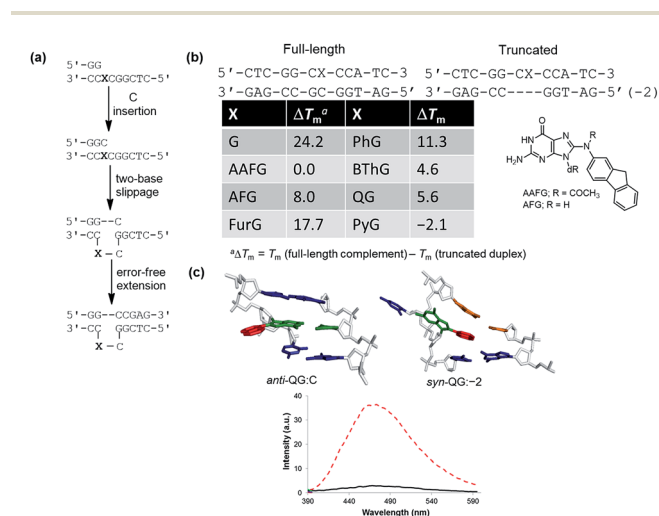 (a)
5'-GG
3'-CCXCGGCTC-5'
C
insertion
5'-GGC
3'-CCXCGGCTC-5'
two-base
slippage
5'-GG--C
3'-CC GGCTC-5'
X-C
error-free
extension
5'-GG--CCGAG-3'
3'-CC GGCTC-5'
X-C
(b)
Full-length
Truncated
5'-CTC-GG-CX-CCA-TC-3
5'-CTC-GG-CX-CCA-TC-3
3'-GAG-CC-GC-GGT-AG-5'
3'-GAG-CC----GGT-AG-5' (-2)
X ΔTmᵃ X ΔTm
G 24.2 PhG 11.3
AAFG 0.0 BThG 4.6
AFG 8.0 QG 5.6
FurG 17.7 PyG −2.1
O
HN
N
R
N
H2N
N
N
dR
AAFG; R = COCH3
AFG; R = H
ᵃΔTm = Tm (full-length complement) – Tm (truncated duplex)
(c)
anti-QG:C
syn-QG:−2
Intensity (a.u.)
40
30
20
10
0
390 440 490 540 590
Wavelength (nm)